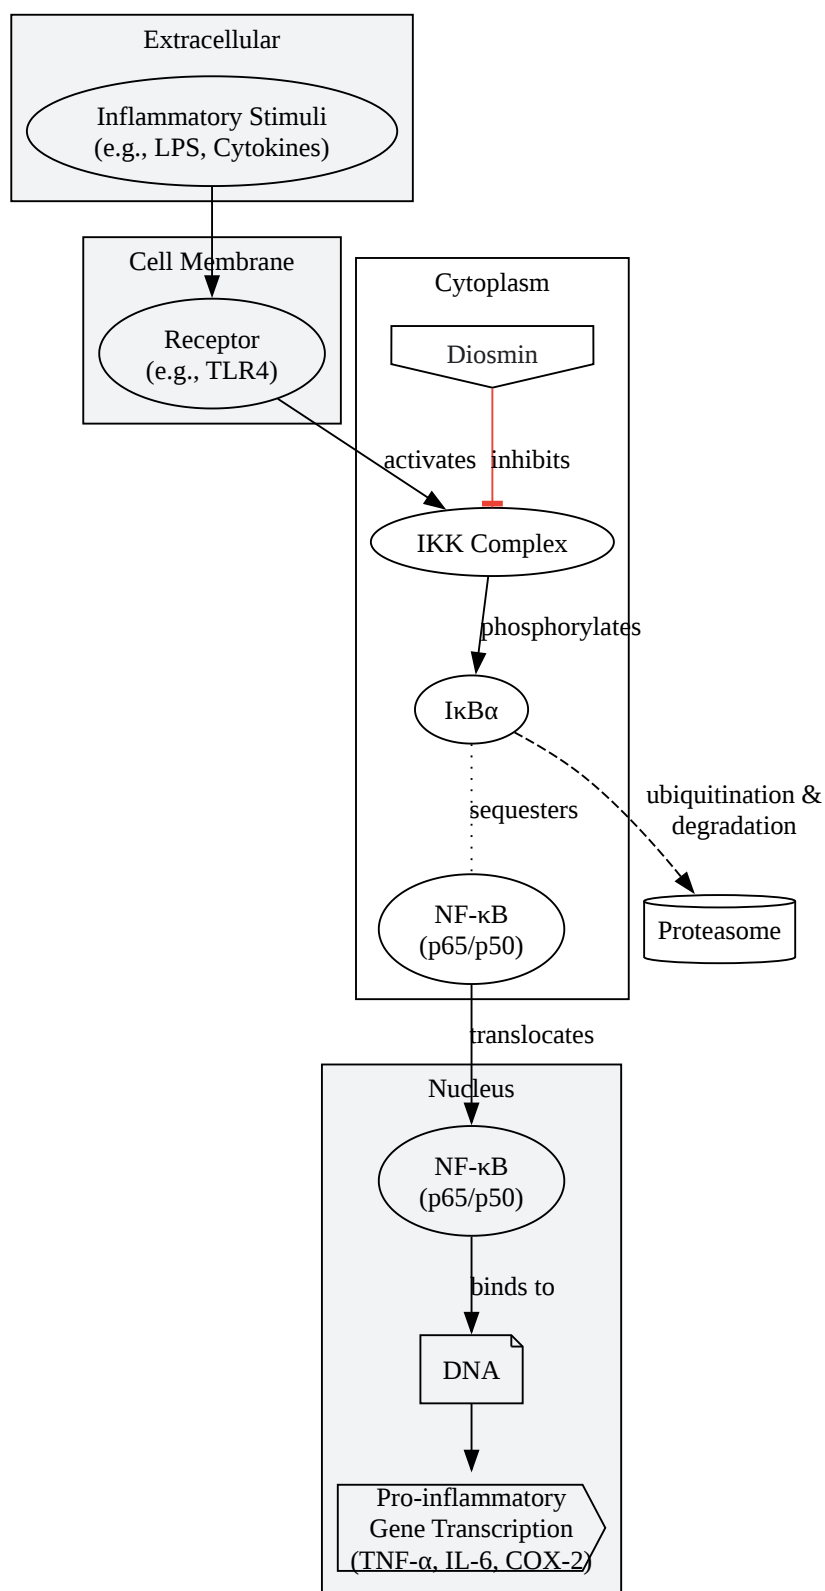 Extracellular
Inflammatory Stimuli
(e.g., LPS, Cytokines)
Cell Membrane
Receptor
(e.g., TLR4)
Cytoplasm
Diosmin
activates
inhibits
IKK Complex
phosphorylates
IκBα
sequesters
ubiquitination &
degradation
NF-κB
(p65/p50)
Proteasome
translocates
Nucleus
NF-κB
(p65/p50)
binds to
DNA
Pro-inflammatory
Gene Transcription
(TNF-α, IL-6, COX-2)